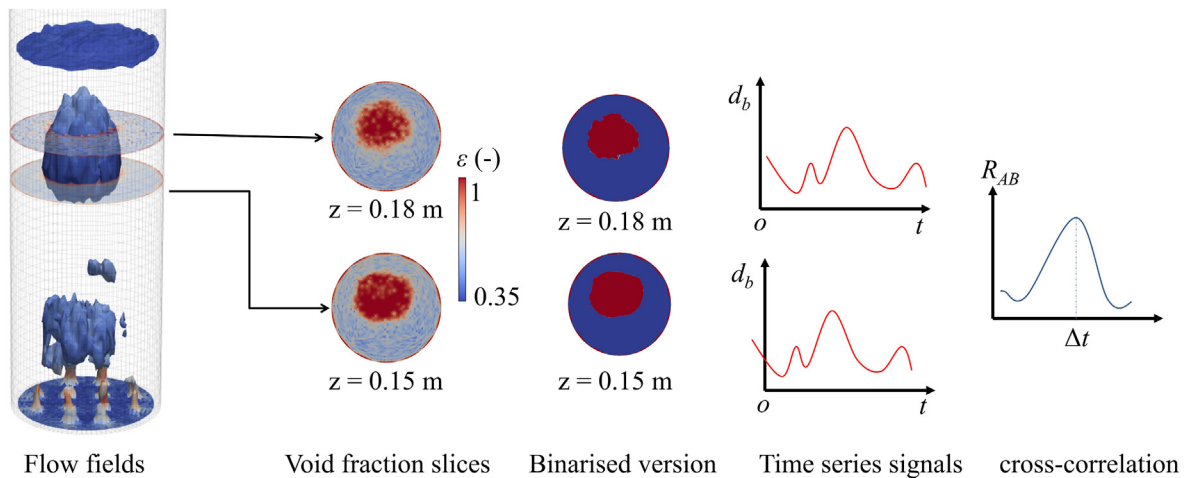 ε (-)
1
0.35
z = 0.18 m
z = 0.15 m
z = 0.18 m
z = 0.15 m
d_b
o
t
d_b
o
t
R_AB
Δt
Flow fields
Void fraction slices
Binarised version
Time series signals
cross-correlation